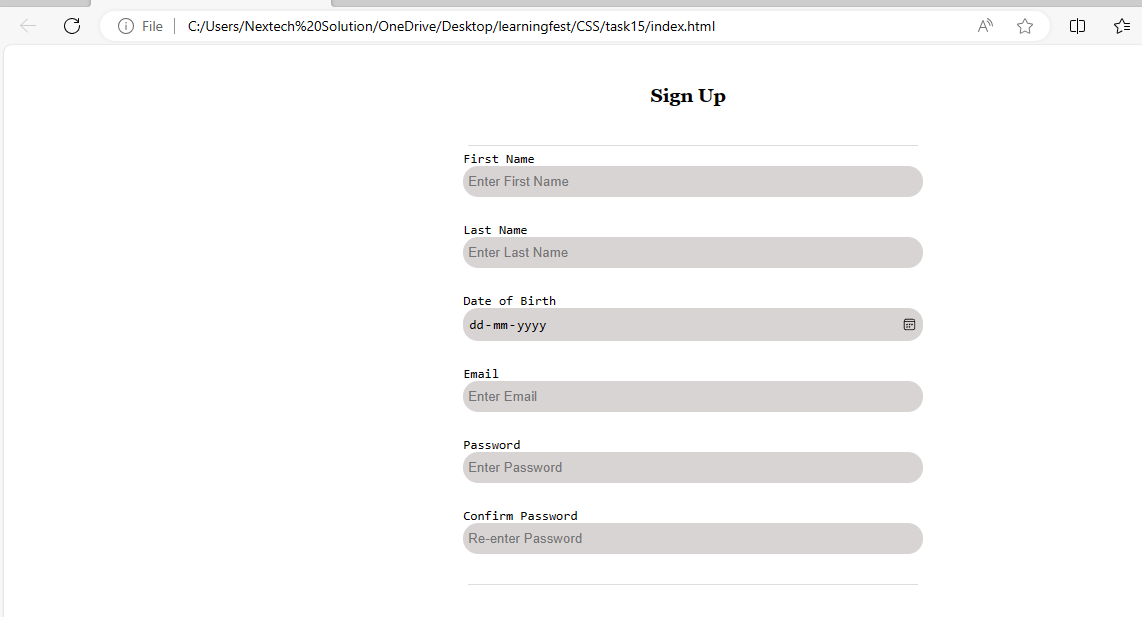 File C:/Users/Nextech%20Solution/OneDrive/Desktop/learningfest/CSS/task15/index.html
Sign Up
First Name
Enter First Name
Last Name
Enter Last Name
Date of Birth
dd-mm-yyyy
Email
Enter Email
Password
Enter Password
Confirm Password
Re-enter Password